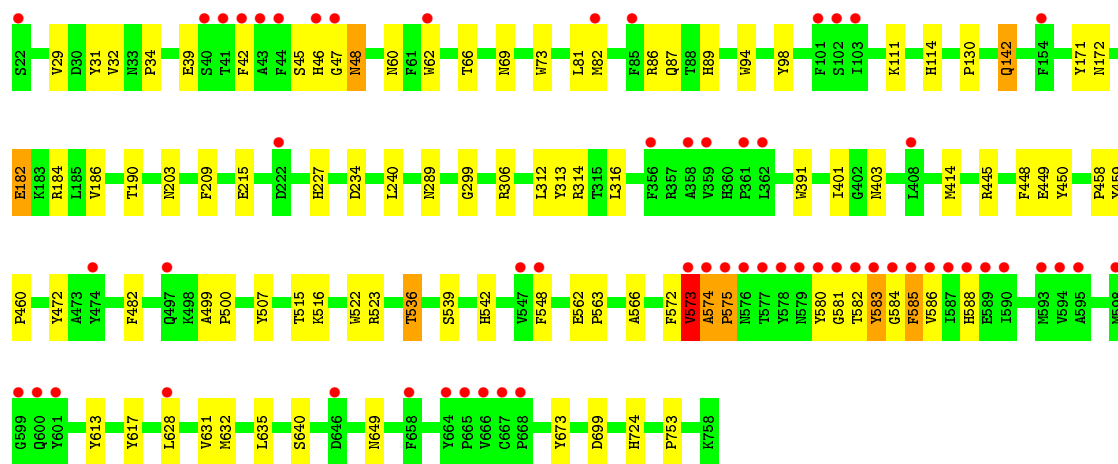 S22 V29 D30 Y31 V32 N33 P34 E39 S40 T41 F42 A43 F44 S45 H46 G47 N48 N60 F61 W62 T66 N69 W73 L81 M82 F85 R86 Q87 T88 H89 W94 Y98 F101 S102 I103 K111 H114 P130 Q142 F154 Y171 N172
E182 K183 R184 L185 V186 T190 N203 F209 E215 D222 H227 D234 L240 N289 G299 R306 L312 Y313 R314 T315 L316 F356 R357 A358 V359 H360 P361 L362 W391 I401 G402 N403 L408 M414 R445 F448 E449 Y450 P458 Y459
P460 Y472 A473 Y474 F482 Q497 K498 A499 P500 Y507 T515 K516 W522 R523 T536 S539 H542 V547 F548 E562 P563 A566 F572 V573 A574 P575 N576 T577 Y578 N579 Y580 G581 T582 Y583 G584 F585 V586 I587 H588 E589 I590 M593 V594 A595 M598
G599 Q600 Y601 Y613 Y617 L628 V631 M632 L635 S640 D646 N649 F658 Y664 P665 V666 C667 P668 Y673 D699 H724 P753 K758